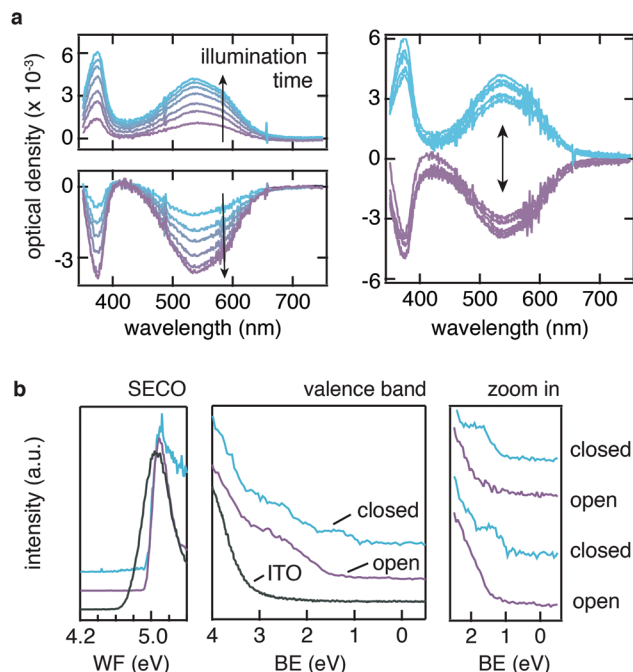 a
optical density (x 10⁻³)
6
3
0
illumination
time
0
-3
400 500 600 700
wavelength (nm)
6
3
0
-3
-6
400 500 600 700
wavelength (nm)
b
SECO
valence band
zoom in
intensity (a.u.)
closed
open
ITO
closed
open
closed
open
4.2 5.0
WF (eV)
4 3 2 1 0
BE (eV)
2 1 0
BE (eV)